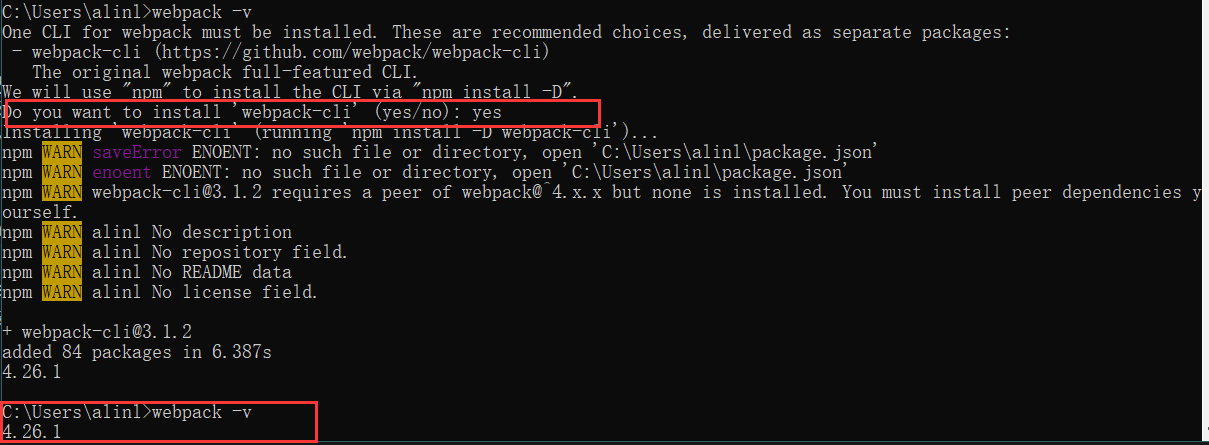 C:\Users\alinl>webpack -v
One CLI for webpack must be installed. These are recommended choices, delivered as separate packages:
 - webpack-cli (https://github.com/webpack/webpack-cli)
   The original webpack full-featured CLI.
We will use "npm" to install the CLI via "npm install -D".
Do you want to install 'webpack-cli' (yes/no): yes
Installing 'webpack-cli' (running 'npm install -D webpack-cli')...
npm WARN saveError ENOENT: no such file or directory, open 'C:\Users\alinl\package.json'
npm WARN enoent ENOENT: no such file or directory, open 'C:\Users\alinl\package.json'
npm WARN webpack-cli@3.1.2 requires a peer of webpack@^4.x.x but none is installed. You must install peer dependencies y
ourself.
npm WARN alinl No description
npm WARN alinl No repository field.
npm WARN alinl No README data
npm WARN alinl No license field.
+ webpack-cli@3.1.2
added 84 packages in 6.387s
4.26.1
C:\Users\alinl>webpack -v
4.26.1